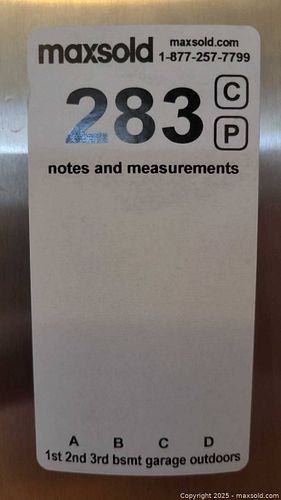 maxsold maxsold.com
1-877-257-7799
283 C
P
notes and measurements
A B C D
1st 2nd 3rd bsmt garage outdoors
Copyright 2025 - maxsold.com